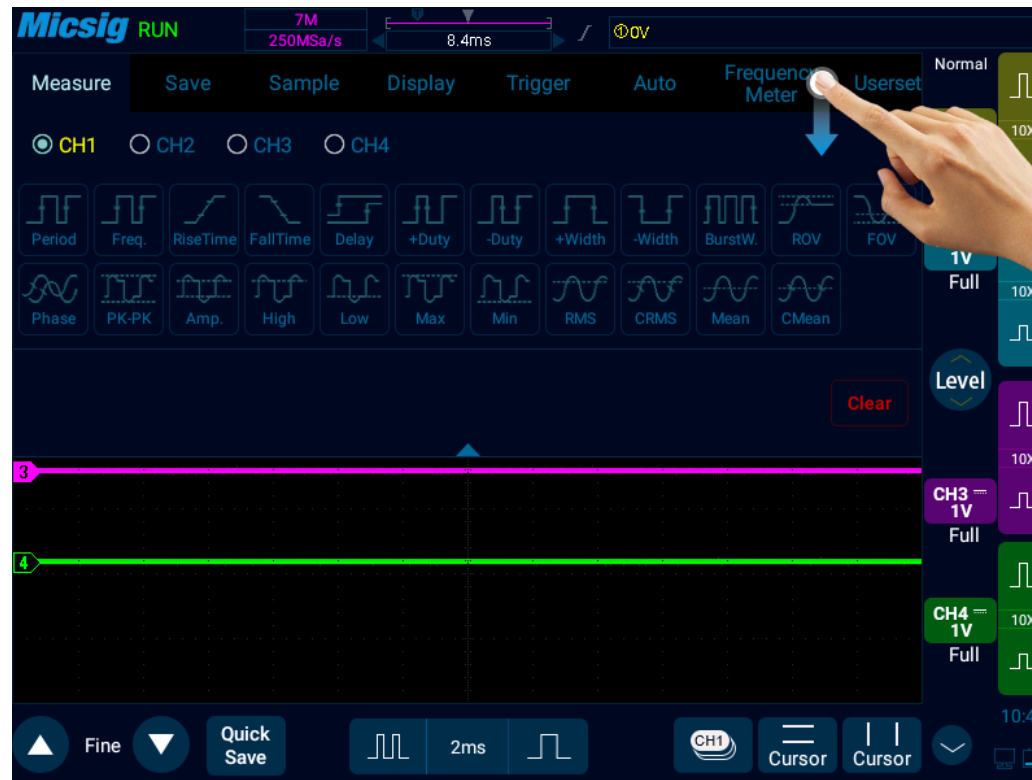 Micsig RUN
7M
250MSa/s
8.4ms
①0V
Measure Save Sample Display Trigger Auto Frequency Meter Userset
Normal
CH1 CH2 CH3 CH4
10X
Period Freq. RiseTime FallTime Delay +Duty -Duty +Width -Width BurstW. ROV FOV
1V
Full
10X
Phase PK-PK Amp. High Low Max Min RMS CRMS Mean CMean
Level
Clear
3
10X
CH3
1V
Full
4
CH4
1V
Full
10X
Fine
Quick
Save
2ms
CH1
Cursor
Cursor